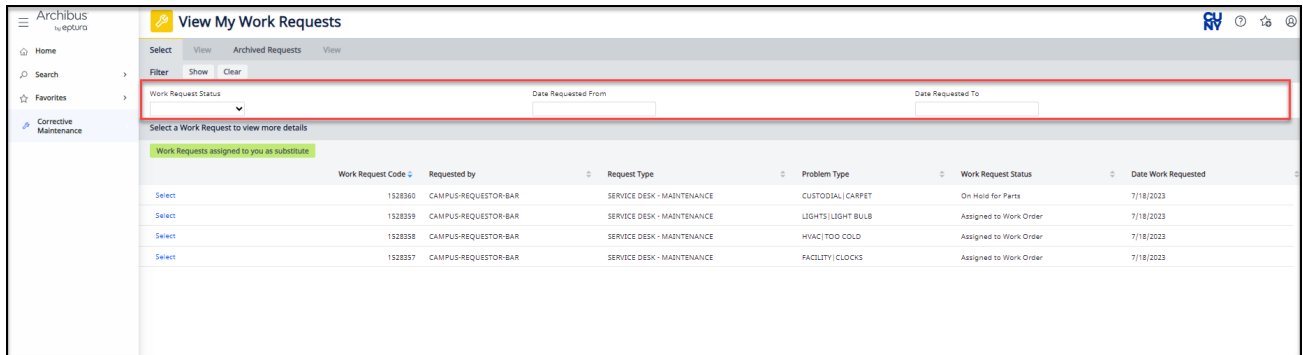 Archibus
by eptura
View My Work Requests
CU
NY
Home
Search
Favorites
Corrective
Maintenance
Select View Archived Requests View
Filter Show Clear
Work Request Status Date Requested From Date Requested To
Select a Work Request to view more details
Work Requests assigned to you as substitute
Work Request Code Requested by Request Type Problem Type Work Request Status Date Work Requested
Select 1528360 CAMPUS-REQUESTOR-BAR SERVICE DESK - MAINTENANCE CUSTODIAL|CARPET On Hold for Parts 7/18/2023
Select 1528359 CAMPUS-REQUESTOR-BAR SERVICE DESK - MAINTENANCE LIGHTS|LIGHT BULB Assigned to Work Order 7/18/2023
Select 1528358 CAMPUS-REQUESTOR-BAR SERVICE DESK - MAINTENANCE HVAC|TOO COLD Assigned to Work Order 7/18/2023
Select 1528357 CAMPUS-REQUESTOR-BAR SERVICE DESK - MAINTENANCE FACILITY|CLOCKS Assigned to Work Order 7/18/2023